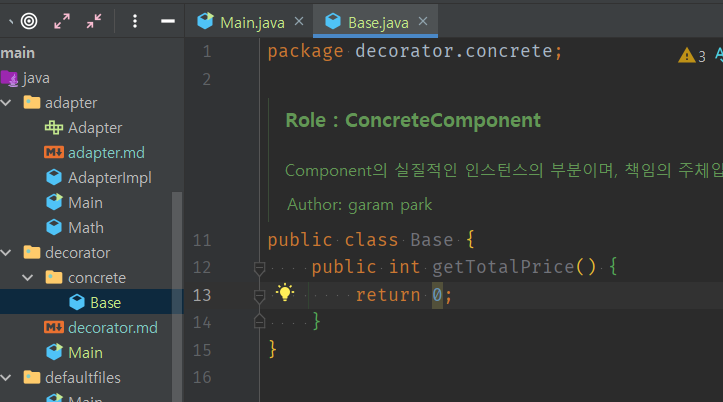 Main.java
Base.java
main
java
adapter
Adapter
adapter.md
AdapterImpl
Main
Math
decorator
concrete
Base
decorator.md
Main
defaultfiles
Main
1 package decorator.concrete;
3
2
Role : ConcreteComponent
Component의 실질적인 인스턴스의 부분이며, 책임의 주체입
Author: garam park
11 public class Base {
12 public int getTotalPrice() {
13 return 0;
14 }
15 }
16